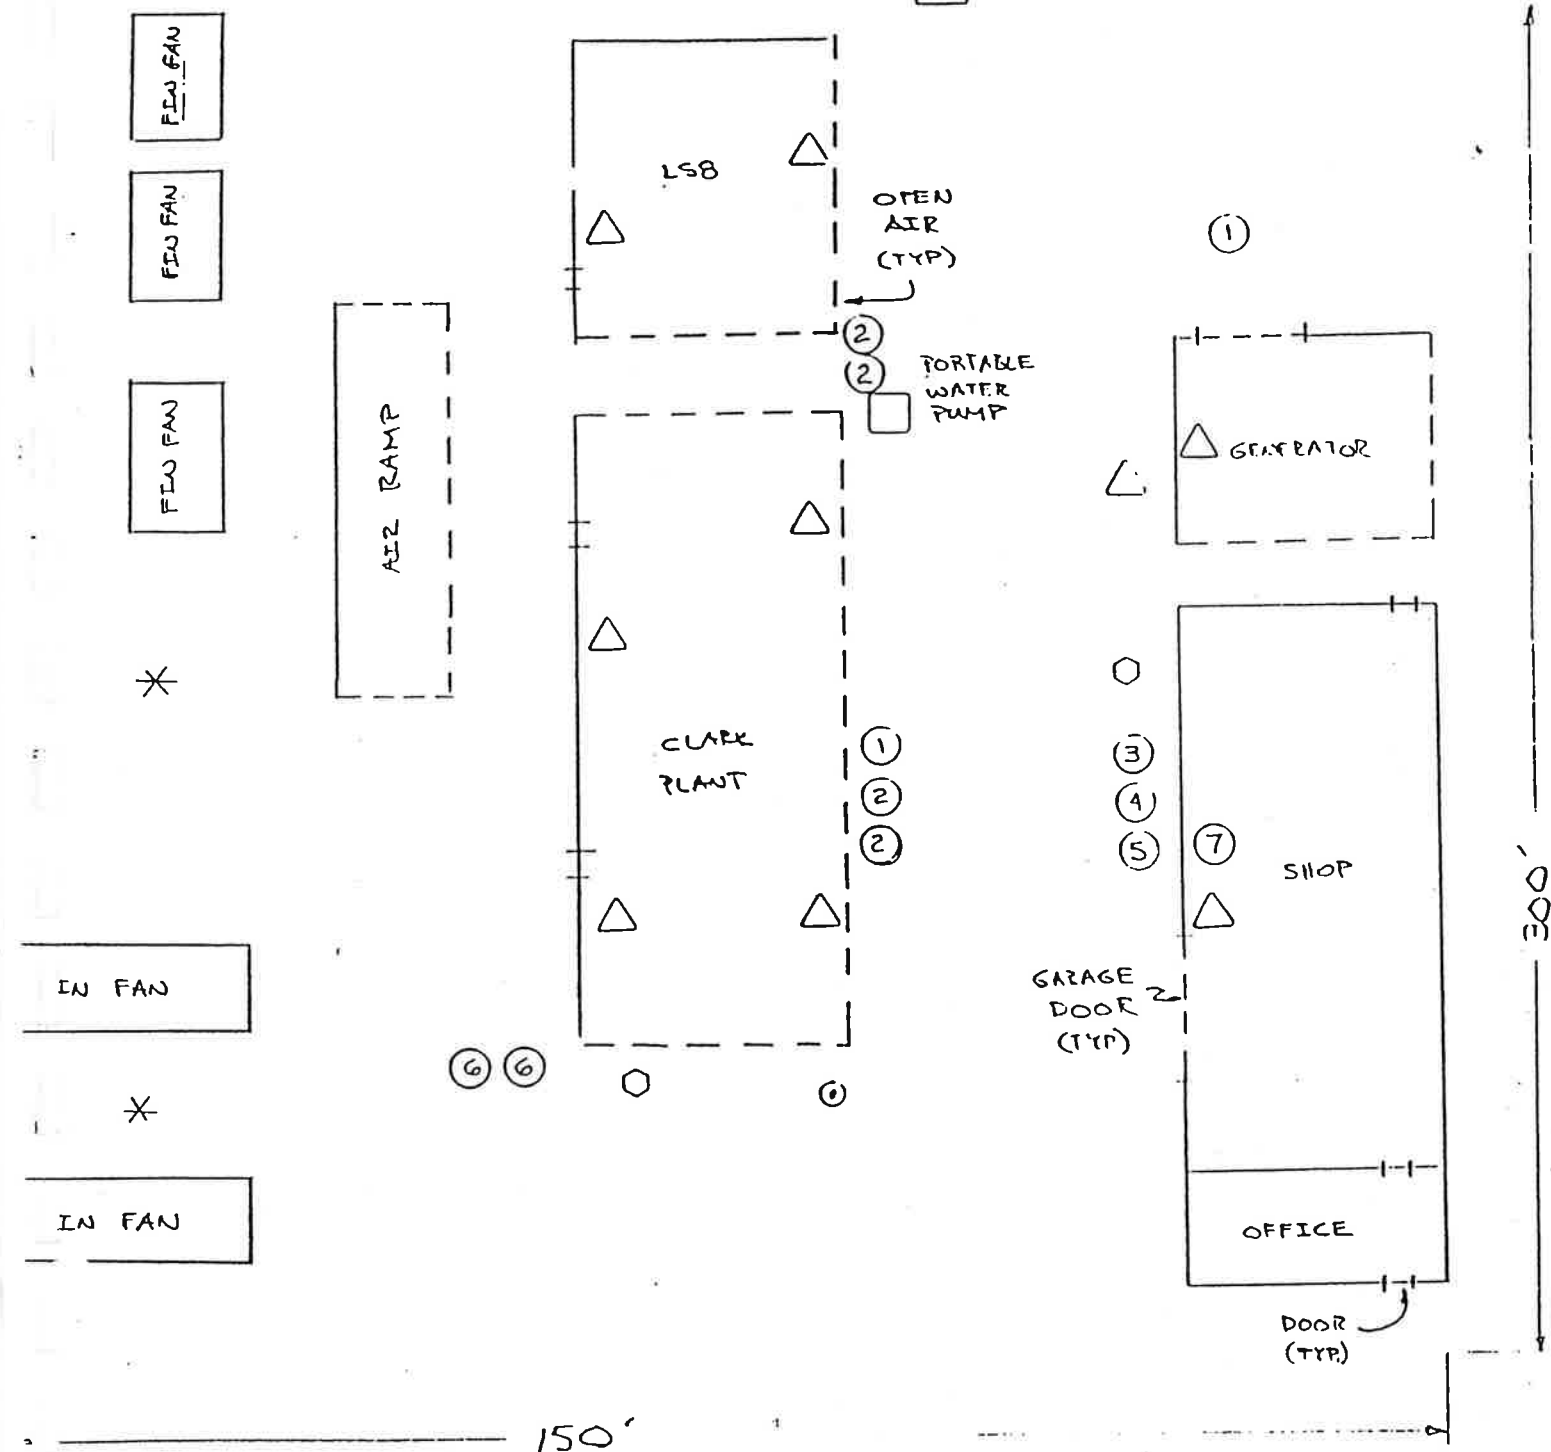 FIN FAN
FIN FAN
FIN FAN
AIR RAMP
LS8
OPEN
AIR
(TYP)
1
2
2
PORTABLE
WATER
PUMP
GENERATOR
CLARK
PLANT
1
2
2
3
4
5
7
SHOP
300'
IN FAN
GARAGE
DOOR
(TYP)
6 6
IN FAN
OFFICE
DOOR
(TYP.)
150'